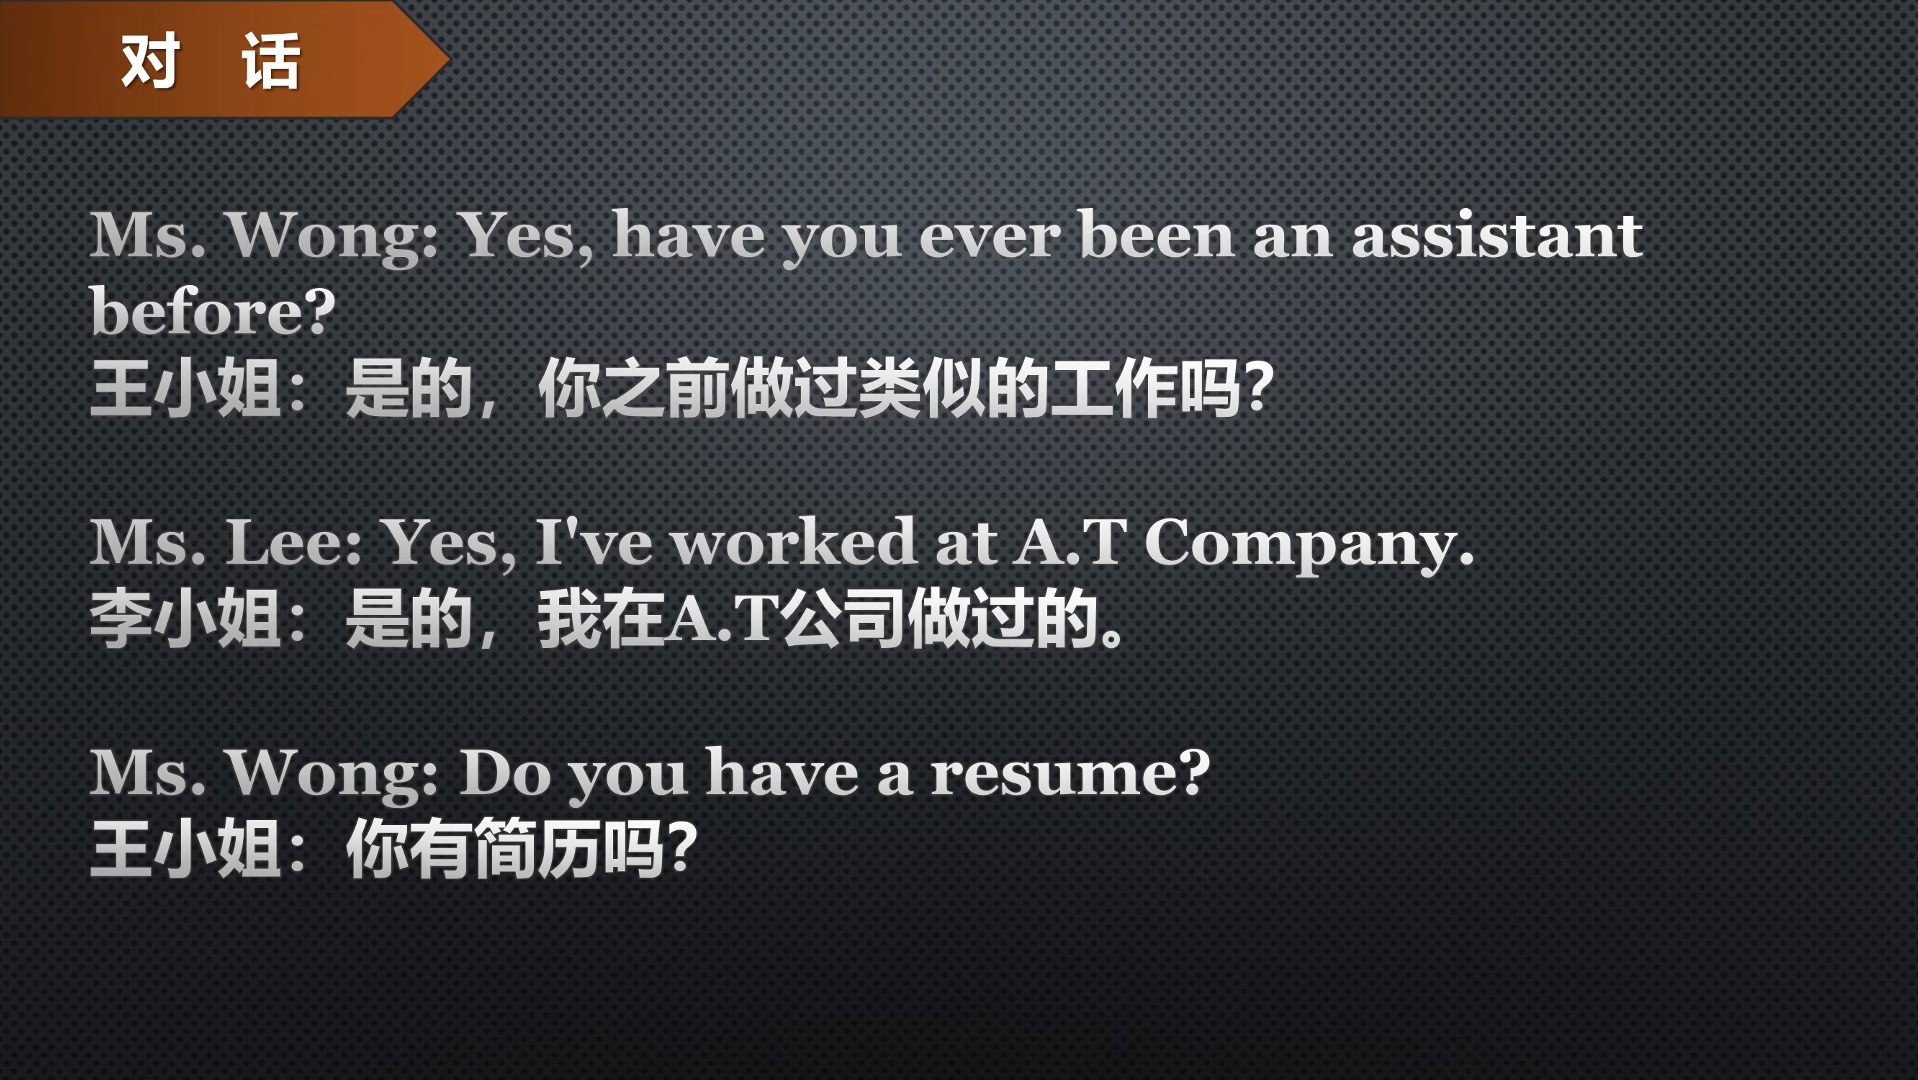 对 话
Ms. Wong: Yes, have you ever been an assistant
before?
王小姐：是的，你之前做过类似的工作吗？
Ms. Lee: Yes, I've worked at A.T Company.
李小姐：是的，我在A.T公司做过的。
Ms. Wong: Do you have a resume?
王小姐：你有简历吗？